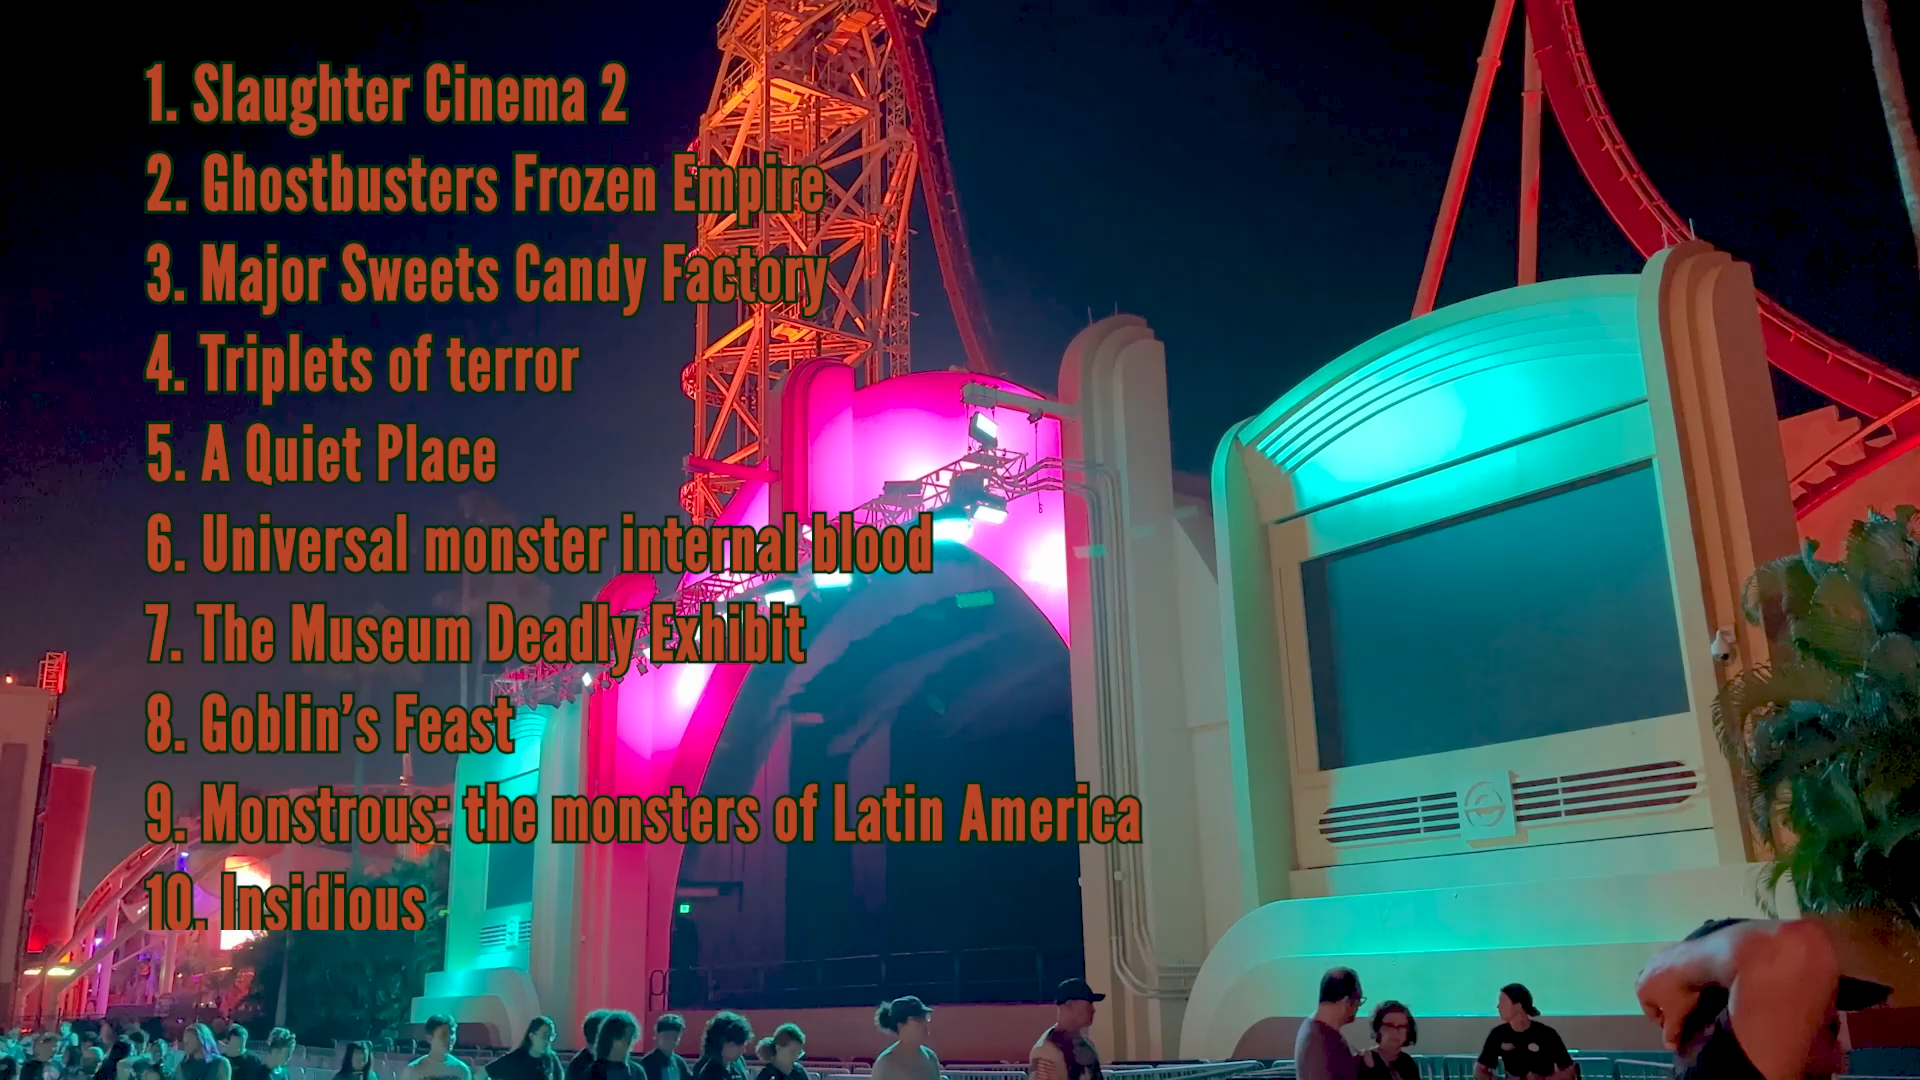 1. Slaughter Cinema 2
2. Ghostbusters Frozen Empire
3. Major Sweets Candy Factory
4. Triplets of terror
5. A Quiet Place
6. Universal monster internal blood
7. The Museum Deadly Exhibit
8. Goblin’s Feast
9. Monstrous: the monsters of Latin America
10. Insidious